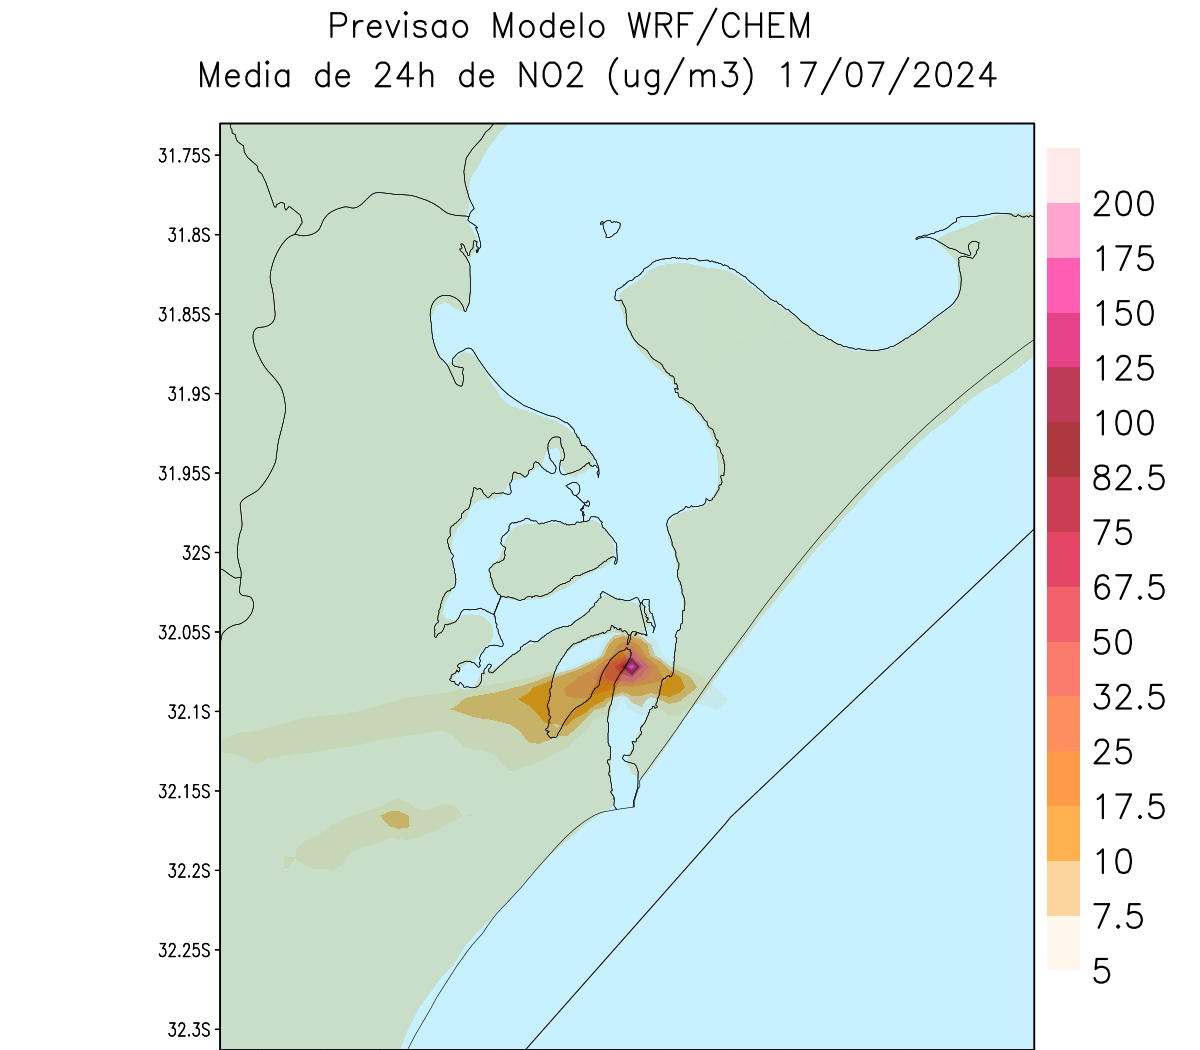 Previsao Modelo WRF/CHEM
Media de 24h de NO2 (ug/m3) 17/07/2024
31.75S
31.8S
31.85S
31.9S
31.95S
32S
32.05S
32.1S
32.15S
32.2S
32.25S
32.3S
200
175
150
125
100
82.5
75
67.5
50
32.5
25
17.5
10
7.5
5